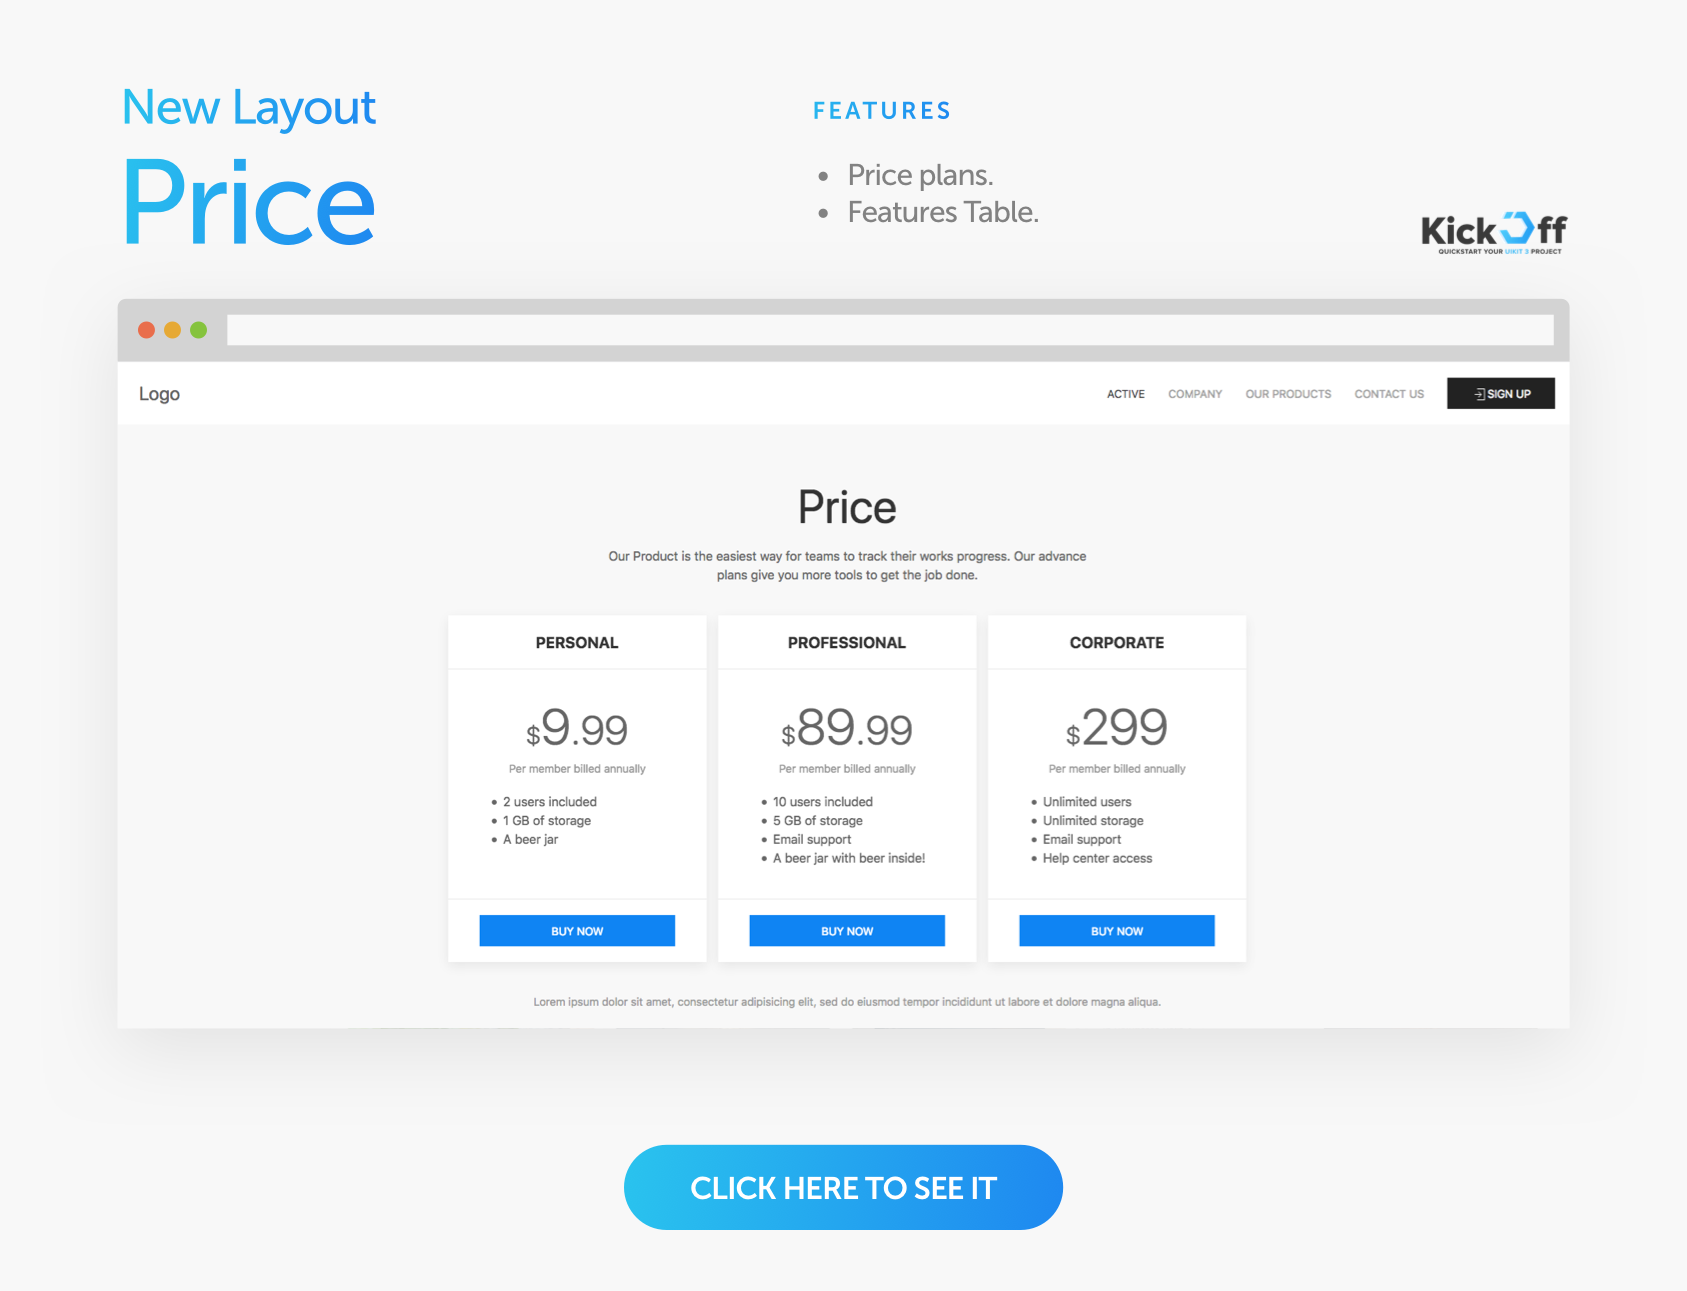 New Layout
Price
FEATURES
• Price plans.
• Features Table.
Kickoff
QUICKSTART YOUR UIKIT 3 PROJECT
Logo
ACTIVE COMPANY OUR PRODUCTS CONTACT US SIGN UP
Price
Our Product is the easiest way for teams to track their works progress. Our advance
plans give you more tools to get the job done.
PERSONAL
$9.99
Per member billed annually
• 2 users included
• 1 GB of storage
• A beer jar
BUY NOW
PROFESSIONAL
$89.99
Per member billed annually
• 10 users included
• 5 GB of storage
• Email support
• A beer jar with beer inside!
BUY NOW
CORPORATE
$299
Per member billed annually
• Unlimited users
• Unlimited storage
• Email support
• Help center access
BUY NOW
Lorem ipsum dolor sit amet, consectetur adipisicing elit, sed do eiusmod tempor incididunt ut labore et dolore magna aliqua.
CLICK HERE TO SEE IT